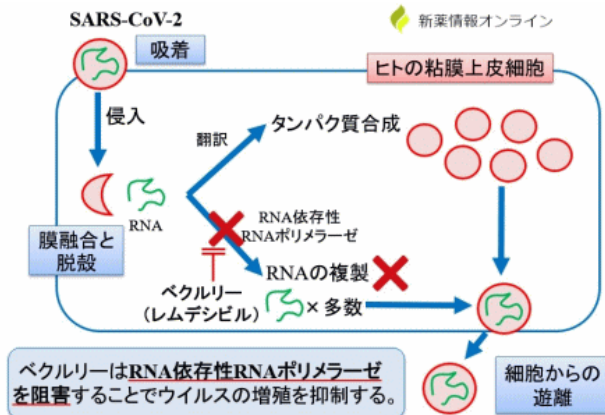 SARS-CoV-2
新薬情報オンライン
吸着
ヒトの粘膜上皮細胞
侵入
翻訳
タンパク質合成
RNA
RNA依存性
RNAポリメラーゼ
膜融合と
脱殻
RNAの複製
ベクルリー
(レムデシビル)
×多数
ベクルリーはRNA依存性RNAポリメラーゼ
を阻害することでウイルスの増殖を抑制する。
細胞からの
遊離